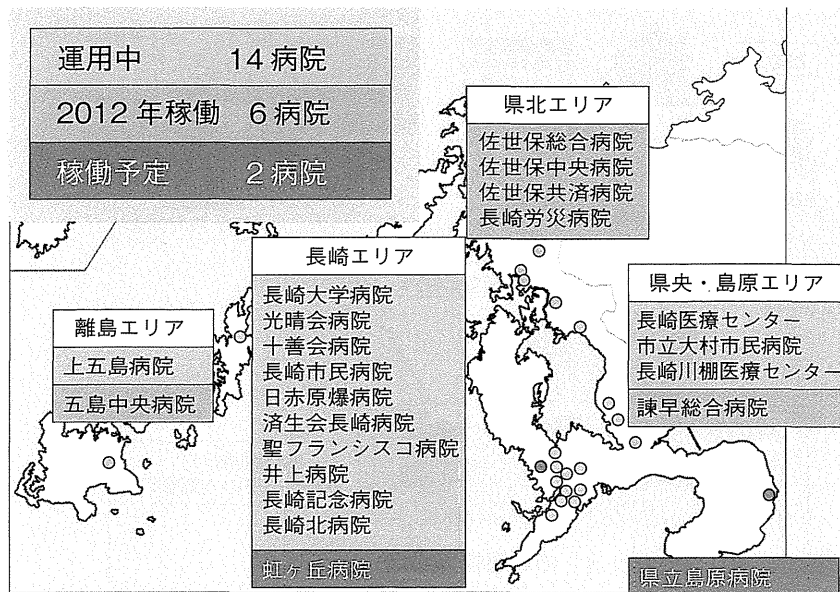 運用中 14 病院
2012 年稼働 6 病院
稼働予定 2 病院
県北エリア
佐世保総合病院
佐世保中央病院
佐世保共済病院
長崎労災病院
長崎エリア
長崎大学病院
光晴会病院
十善会病院
長崎市民病院
日赤原爆病院
済生会長崎病院
聖フランシスコ病院
井上病院
長崎記念病院
長崎北病院
虹ヶ丘病院
離島エリア
上五島病院
五島中央病院
県央・島原エリア
長崎医療センター
市立大村市民病院
長崎川棚医療センター
諫早総合病院
県立島原病院